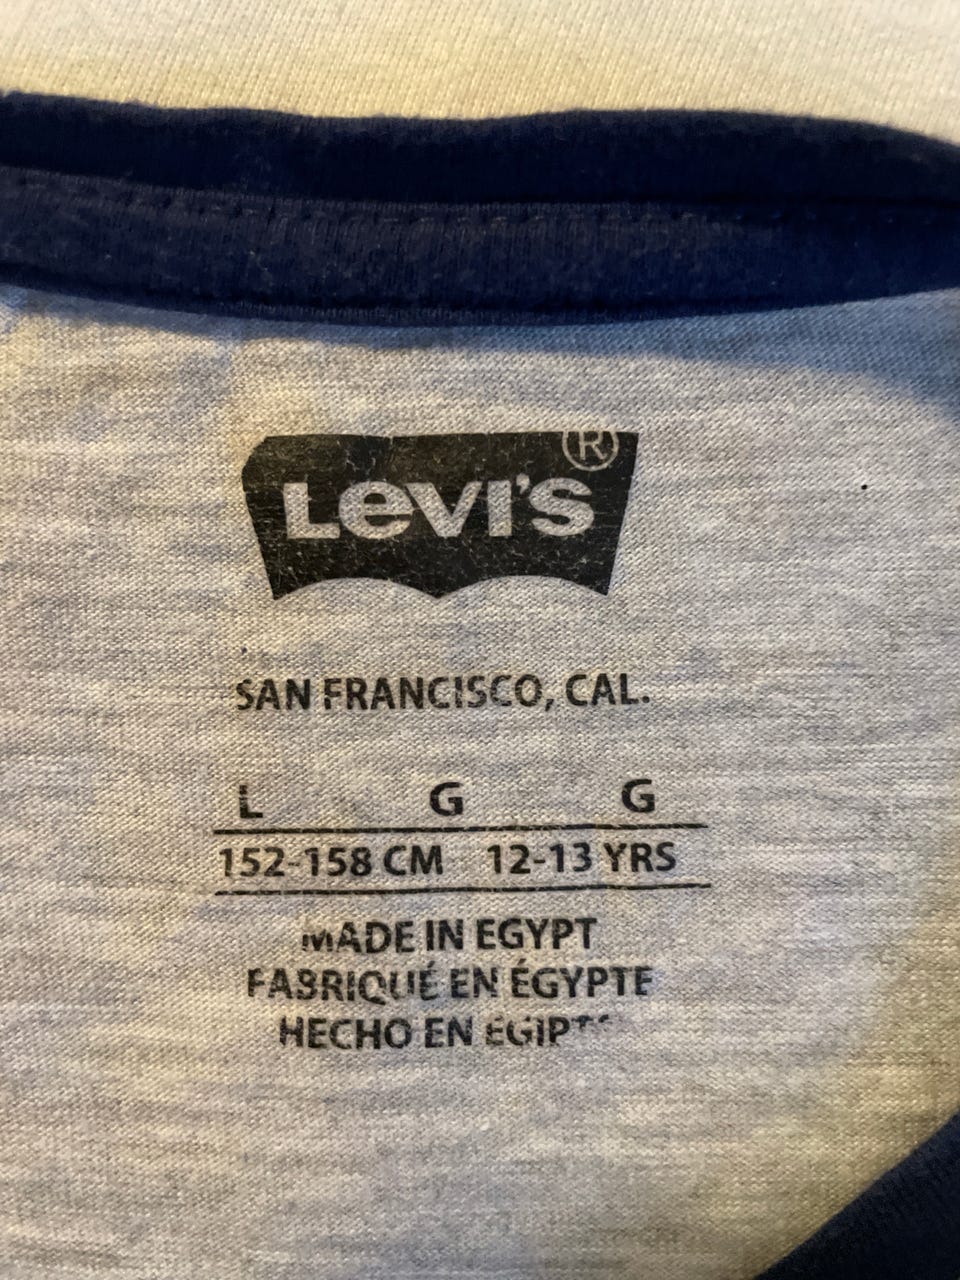 LEVI'S®
SAN FRANCISCO, CAL.
L G G
152-158 CM 12-13 YRS
MADE IN EGYPT
FABRIQUÉ EN ÉGYPTE
HECHO EN